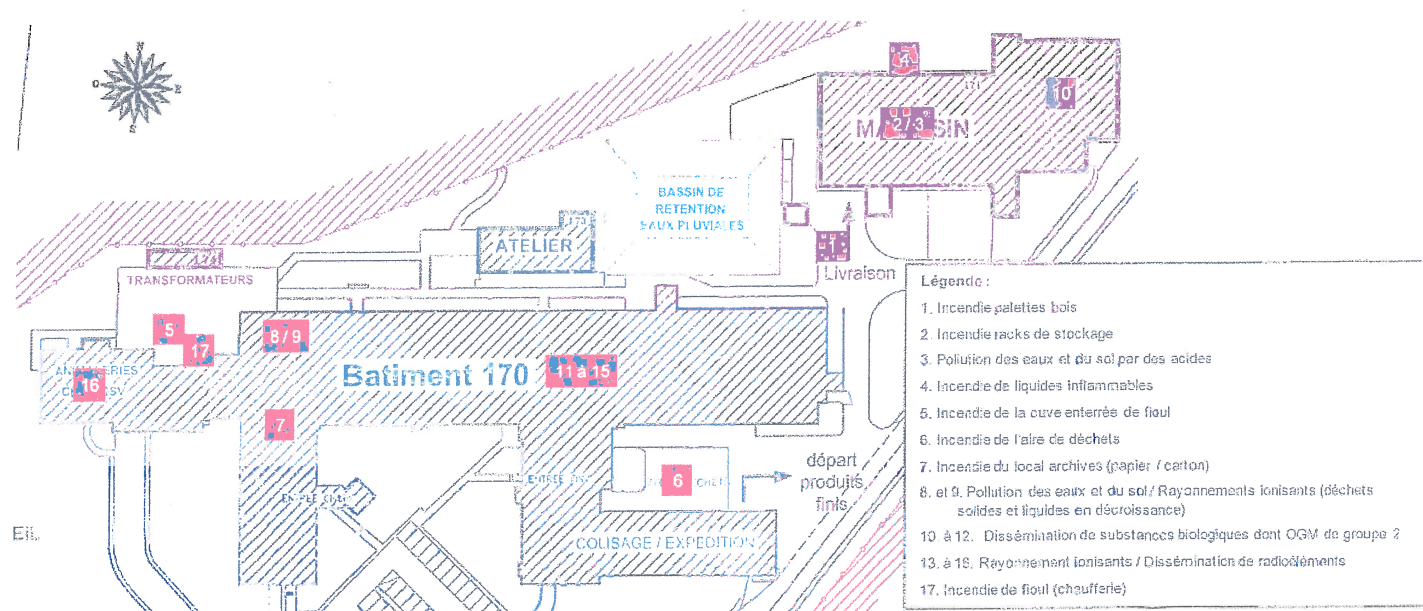 N
O
E
S
4
171
10
2/3
MAGASIN
BASSIN DE
RETENTION
EAUX PLUVIALES
173
ATELIER
1
Livraison
TRANSFORMATEURS
5
17
8 / 9
16
Batiment 170
11 à 15
7
6
départ
produits
finis
COLISAGE / EXPEDITION
Légende :
1. Incendie palettes bois
2. Incendie racks de stockage
3. Pollution des eaux et du sol par des acides
4. Incendie de liquides inflammables
5. Incendie de la cuve enterrée de fioul
6. Incendie de l'aire de déchets
7. Incendie du local archives (papier / carton)
8. et 9. Pollution des eaux et du sol / Rayonnements ionisants (déchets
solides et liquides en décroissance)
10. à 12. Dissémination de substances biologiques dont OGM de groupe 2
13. à 16. Rayonnement ionisants / Dissémination de radioéléments
17. Incendie de fioul (chaufferie)